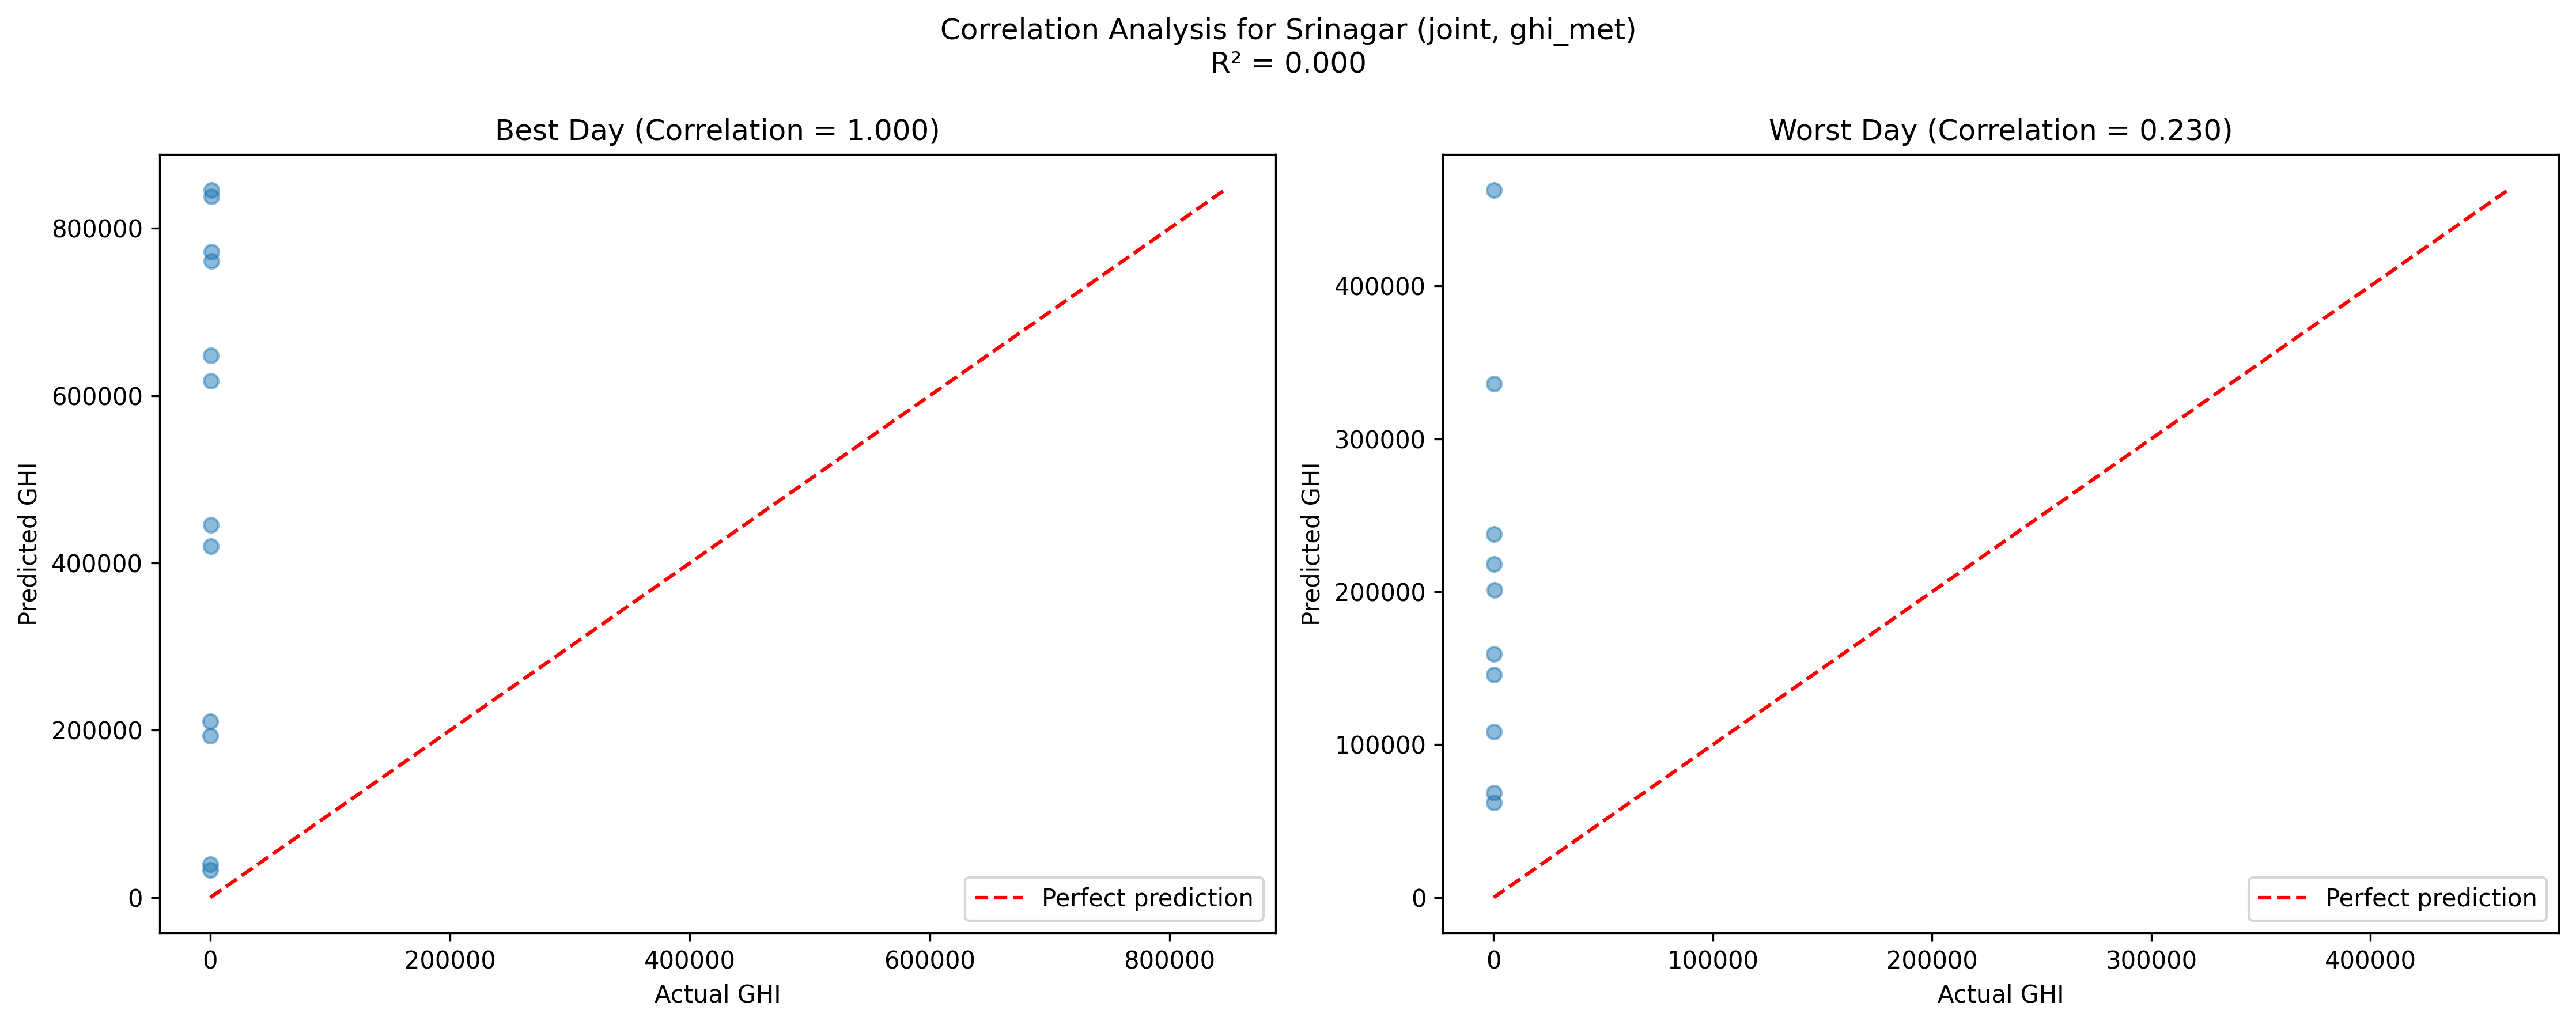 Correlation Analysis for Srinagar (joint, ghi_met)
R² = 0.000
Best Day (Correlation = 1.000)
Predicted GHI
800000
600000
400000
200000
0
0 200000 400000 600000 800000
Actual GHI
Perfect prediction
Worst Day (Correlation = 0.230)
Predicted GHI
400000
300000
200000
100000
0
0 100000 200000 300000 400000
Actual GHI
Perfect prediction